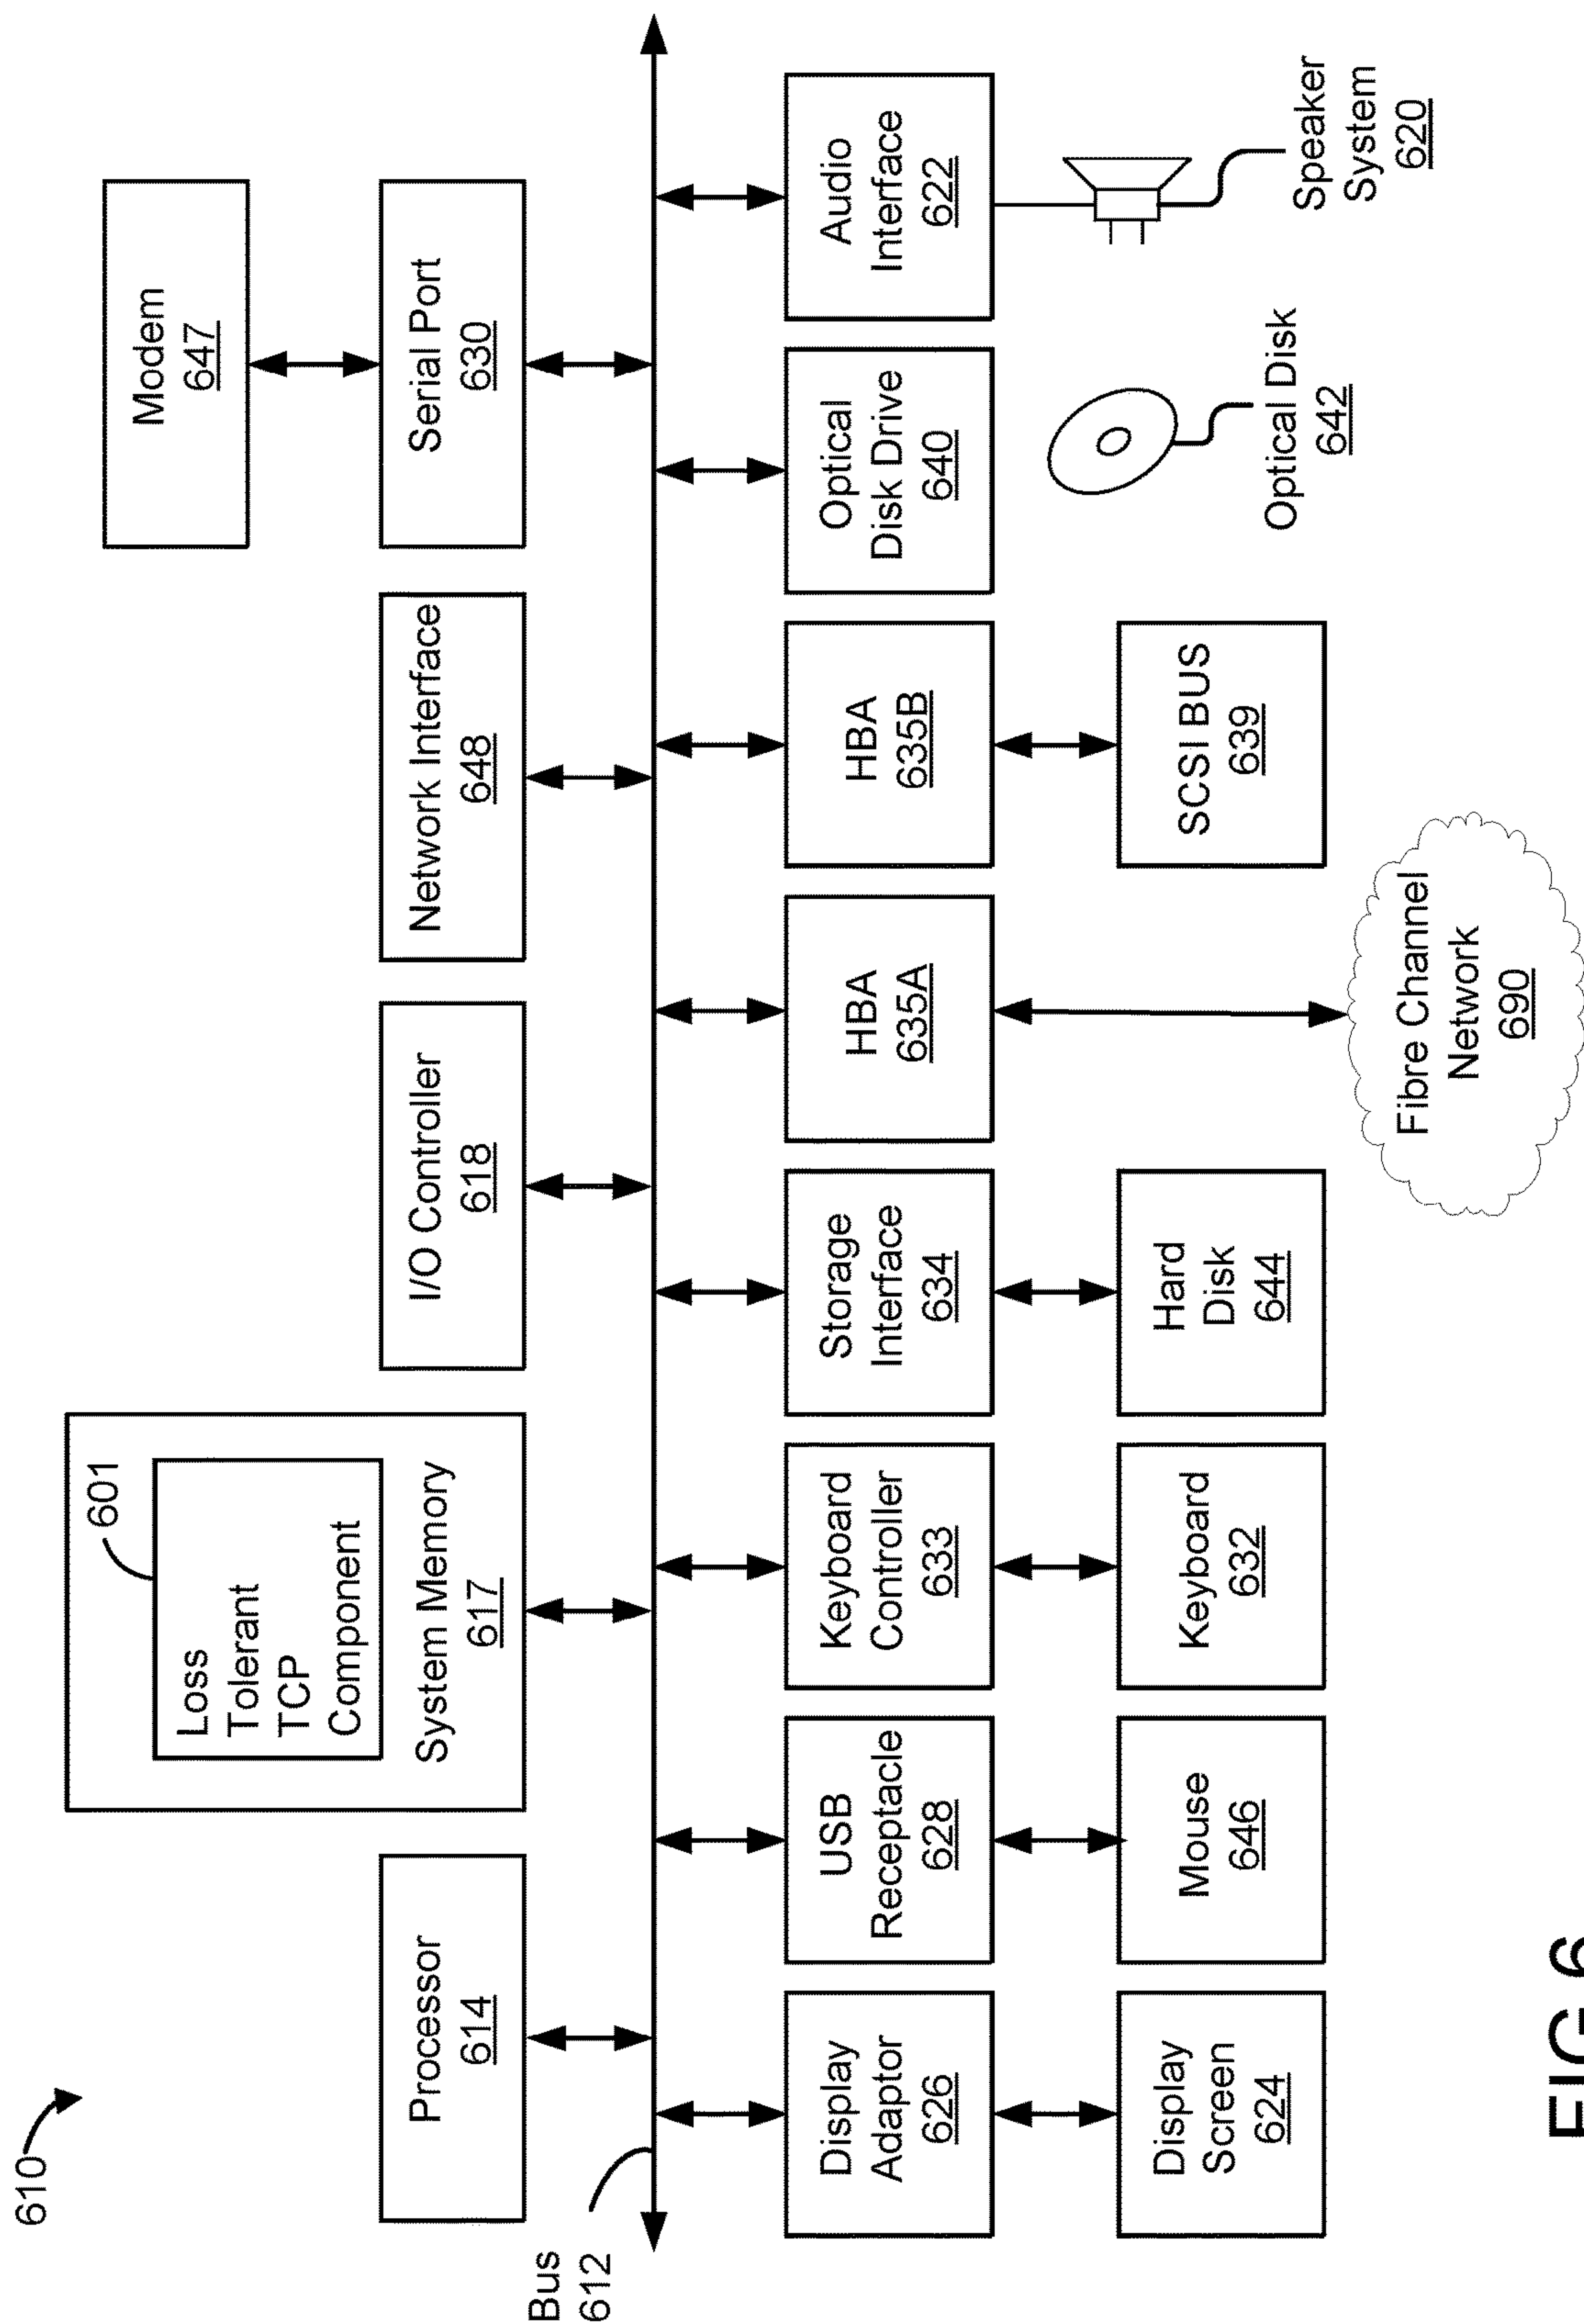 610
Processor
614
601
Loss
Tolerant
TCP
Component
System Memory
617
I/O Controller
618
Network Interface
648
Modem
647
Serial Port
630
Bus
612
Display
Adaptor
626
USB
Receptacle
628
Keyboard
Controller
633
Storage
Interface
634
HBA
635A
HBA
635B
Optical
Disk Drive
640
Audio
Interface
622
Display
Screen
624
Mouse
646
Keyboard
632
Hard
Disk
644
Fibre Channel
Network
690
SCSI BUS
639
Optical Disk
642
Speaker
System
620
FIG. 6